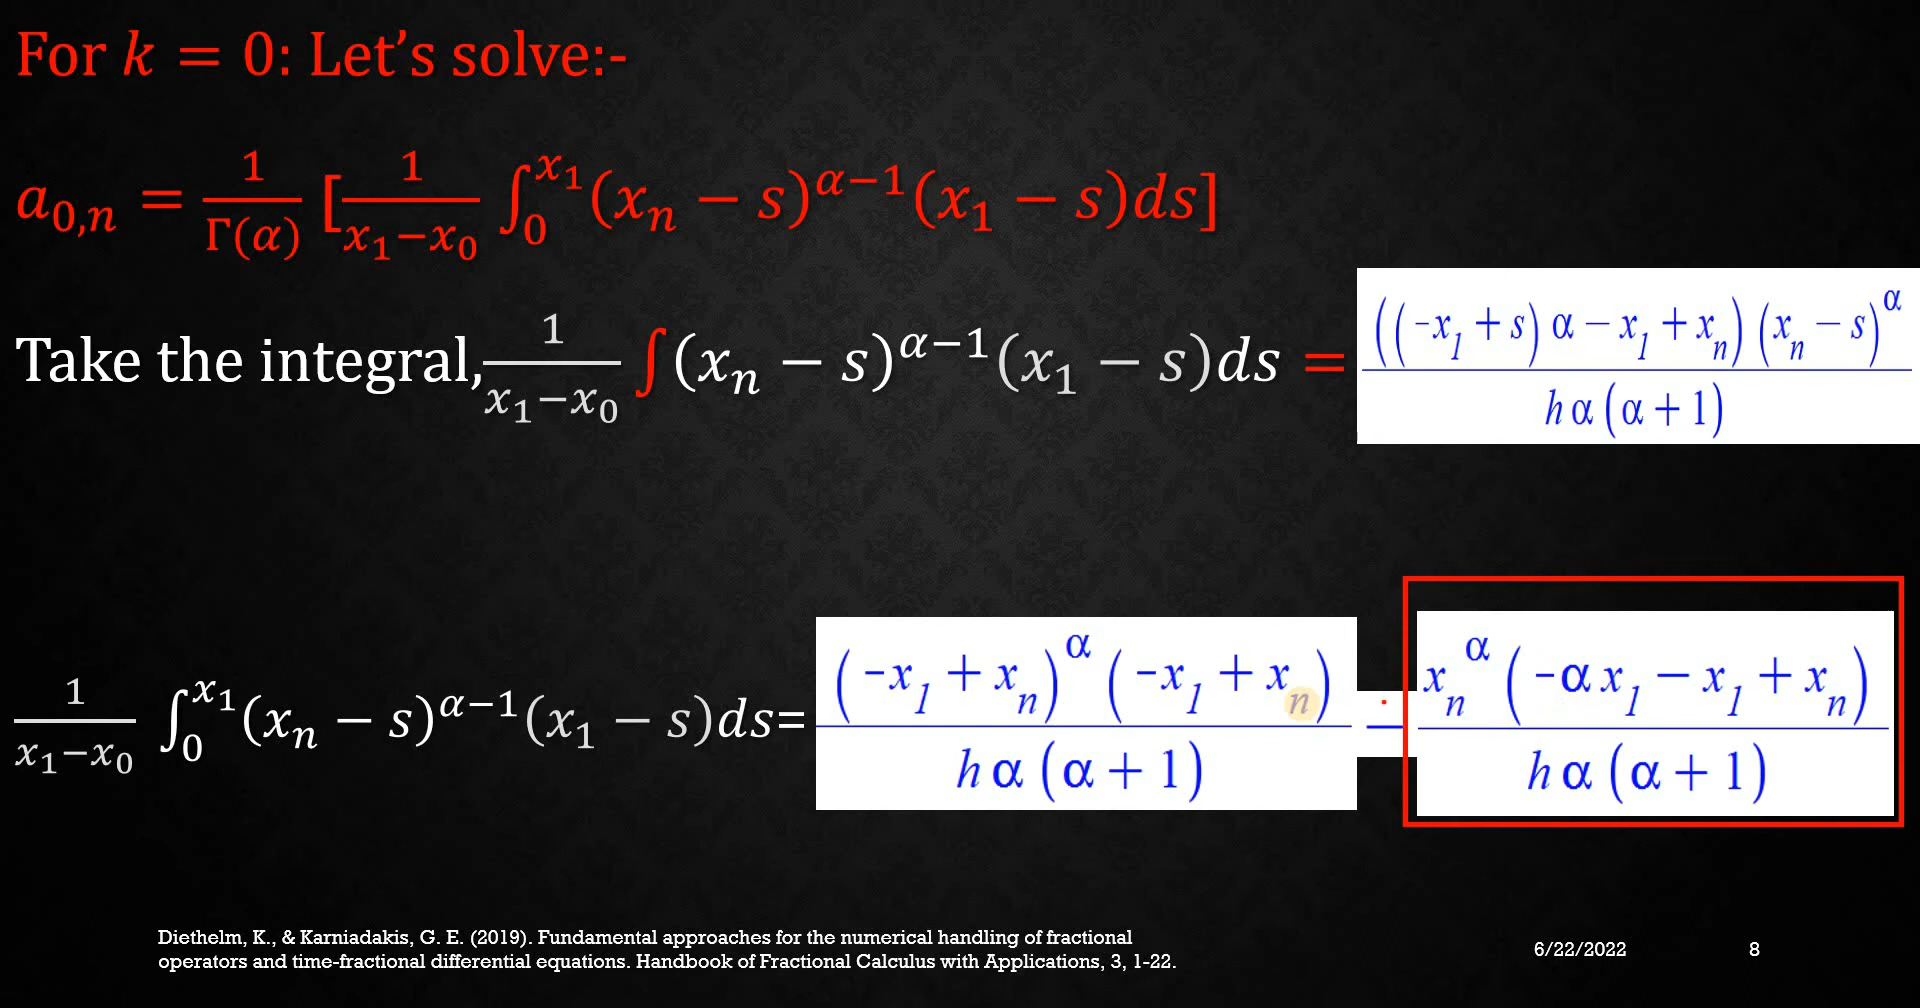 For k = 0: Let’s solve:-
a₀,ₙ = 1/Γ(α) [1/(x₁−x₀) ∫₀^x₁ (xₙ − s)^(α−1) (x₁ − s)ds]
Take the integral, 1/(x₁−x₀) ∫(xₙ − s)^(α−1) (x₁ − s)ds = ((-x₁ + s) α − x₁ + xₙ) (xₙ − s)^α / h α (α + 1)
1/(x₁−x₀) ∫₀^x₁ (xₙ − s)^(α−1) (x₁ − s)ds= (-x₁ + xₙ)^α (-x₁ + xₙ) / h α (α + 1) − xₙ^α (-α x₁ − x₁ + xₙ) / h α (α + 1)
Diethelm, K., & Karniadakis, G. E. (2019). Fundamental approaches for the numerical handling of fractional
operators and time-fractional differential equations. Handbook of Fractional Calculus with Applications, 3, 1-22.
6/22/2022
8